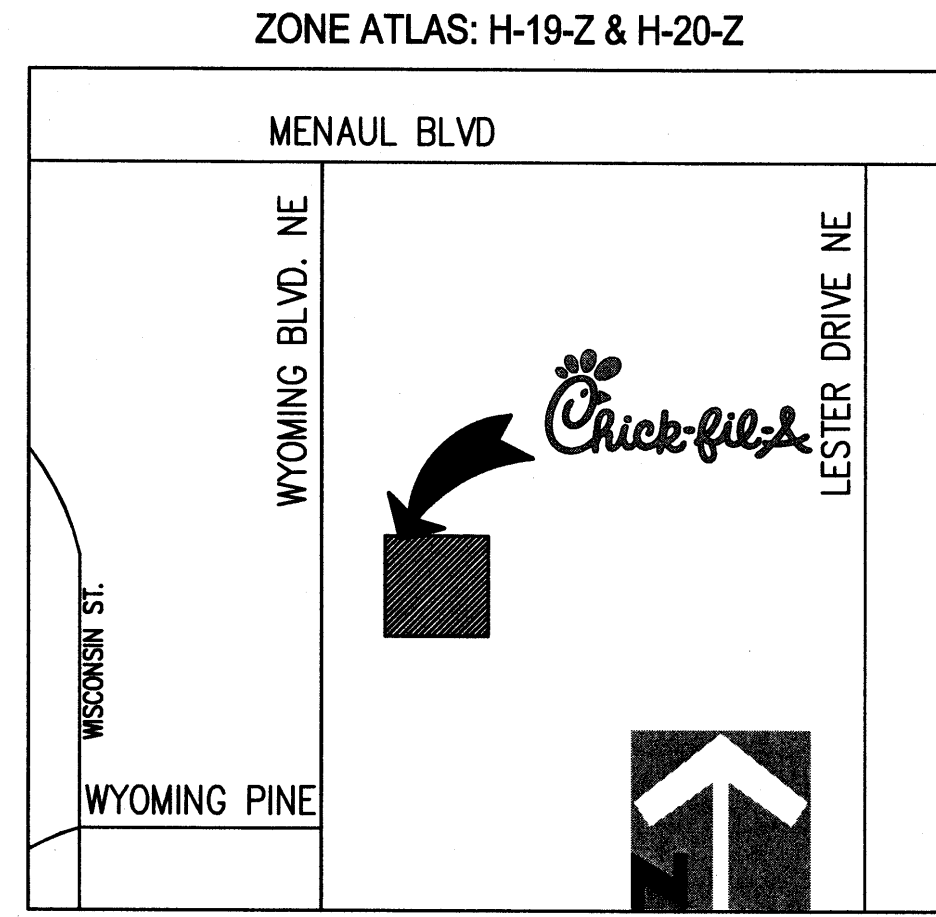 ZONE ATLAS: H-19-Z & H-20-Z
MENAUL BLVD
WYOMING BLVD. NE
LESTER DRIVE NE
Chick-fil-A
WISCONSIN ST.
WYOMING PINE
N